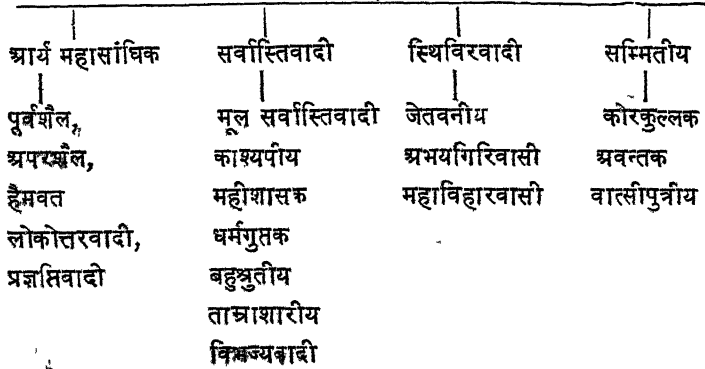 आर्य महासांघिक सर्वास्तिवादी स्थिविरवादी सम्मितीय
पूर्वशैल, मूल सर्वास्तिवादी जेतवनीय कोरकुल्लक
अपरशैल, काश्यपीय अभयगिरिवासी अवन्तक
हैमवत महीशासक महाविहारवासी वात्सीपुत्रीय
लोकोत्तरवादी, धर्मगुप्तक
प्रज्ञप्तिवादो बहुश्रुतीय
ताम्राशारीय
विभज्यवादी